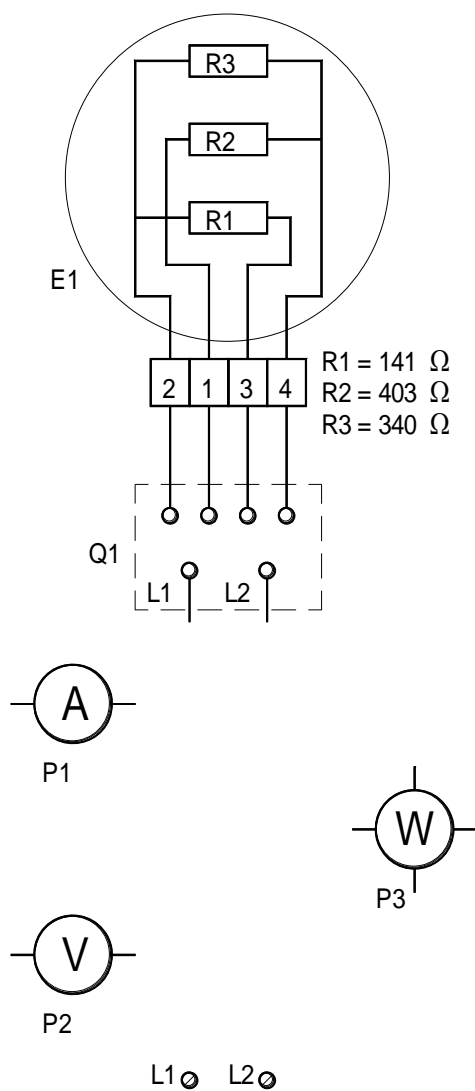 R3
R2
R1
E1
R1 = 141 Ω
2 1 3 4
R2 = 403 Ω
R3 = 340 Ω
Q1
L1 L2
A
P1
W
P3
V
P2
L1 L2